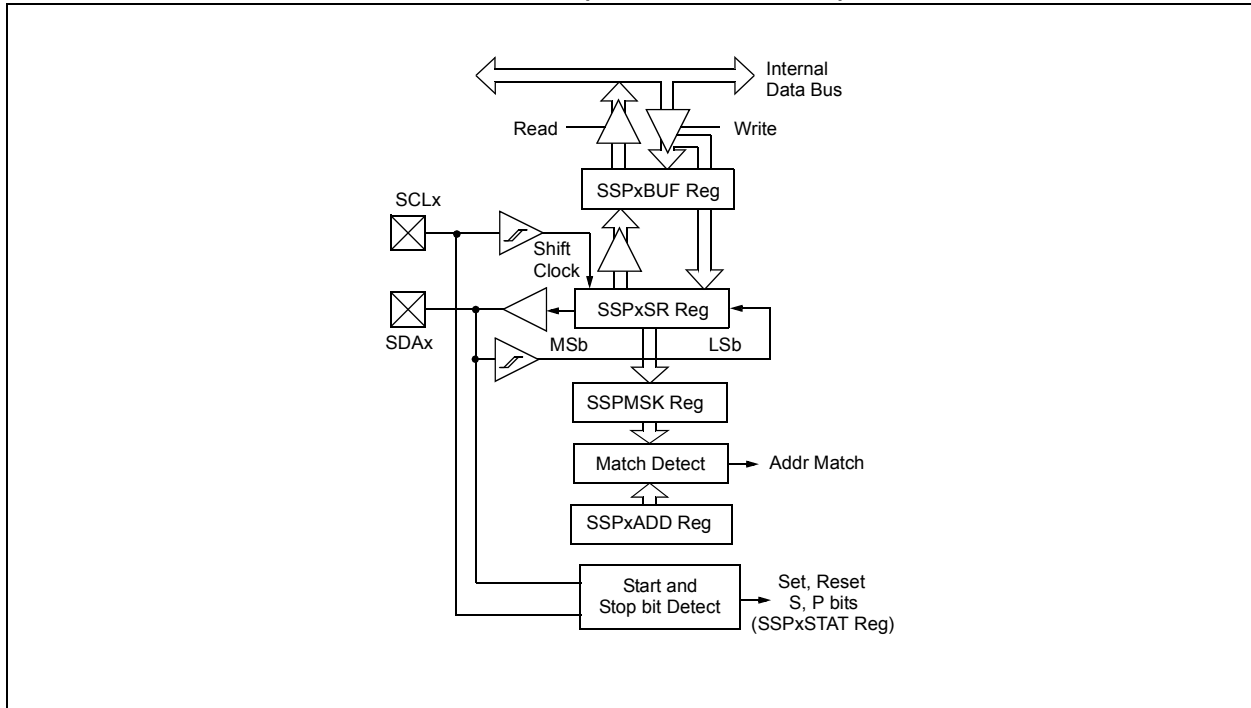 Internal
Data Bus
Read
Write
SSPxBUF Reg
SCLx
Shift
Clock
SSPxSR Reg
SDAx
MSb
LSb
SSPMSK Reg
Match Detect
Addr Match
SSPxADD Reg
Start and
Stop bit Detect
Set, Reset
S, P bits
(SSPxSTAT Reg)